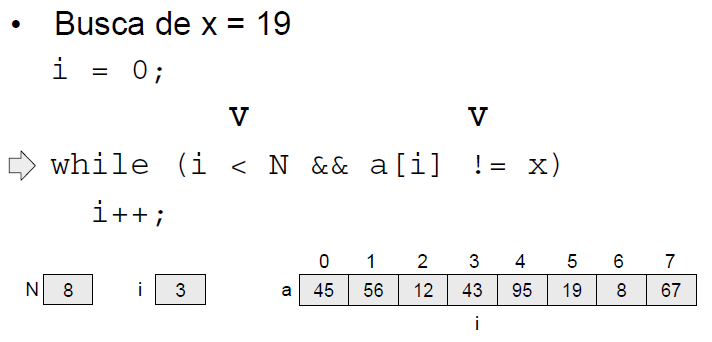 • Busca de x = 19
i = 0;
V V
while (i < N && a[i] != x)
i++;
0 1 2 3 4 5 6 7
N 8 i 3 a 45 56 12 43 95 19 8 67
i